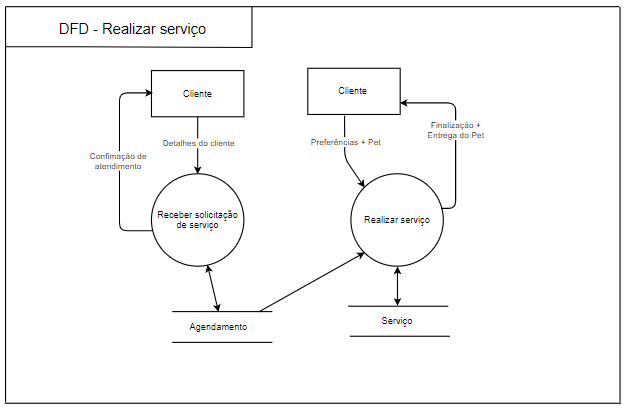 DFD - Realizar serviço
Cliente
Cliente
Detalhes do cliente
Preferências + Pet
Finalização +
Entrega do Pet
Confimação de
atendimento
Receber solicitação
de serviço
Realizar serviço
Agendamento
Serviço